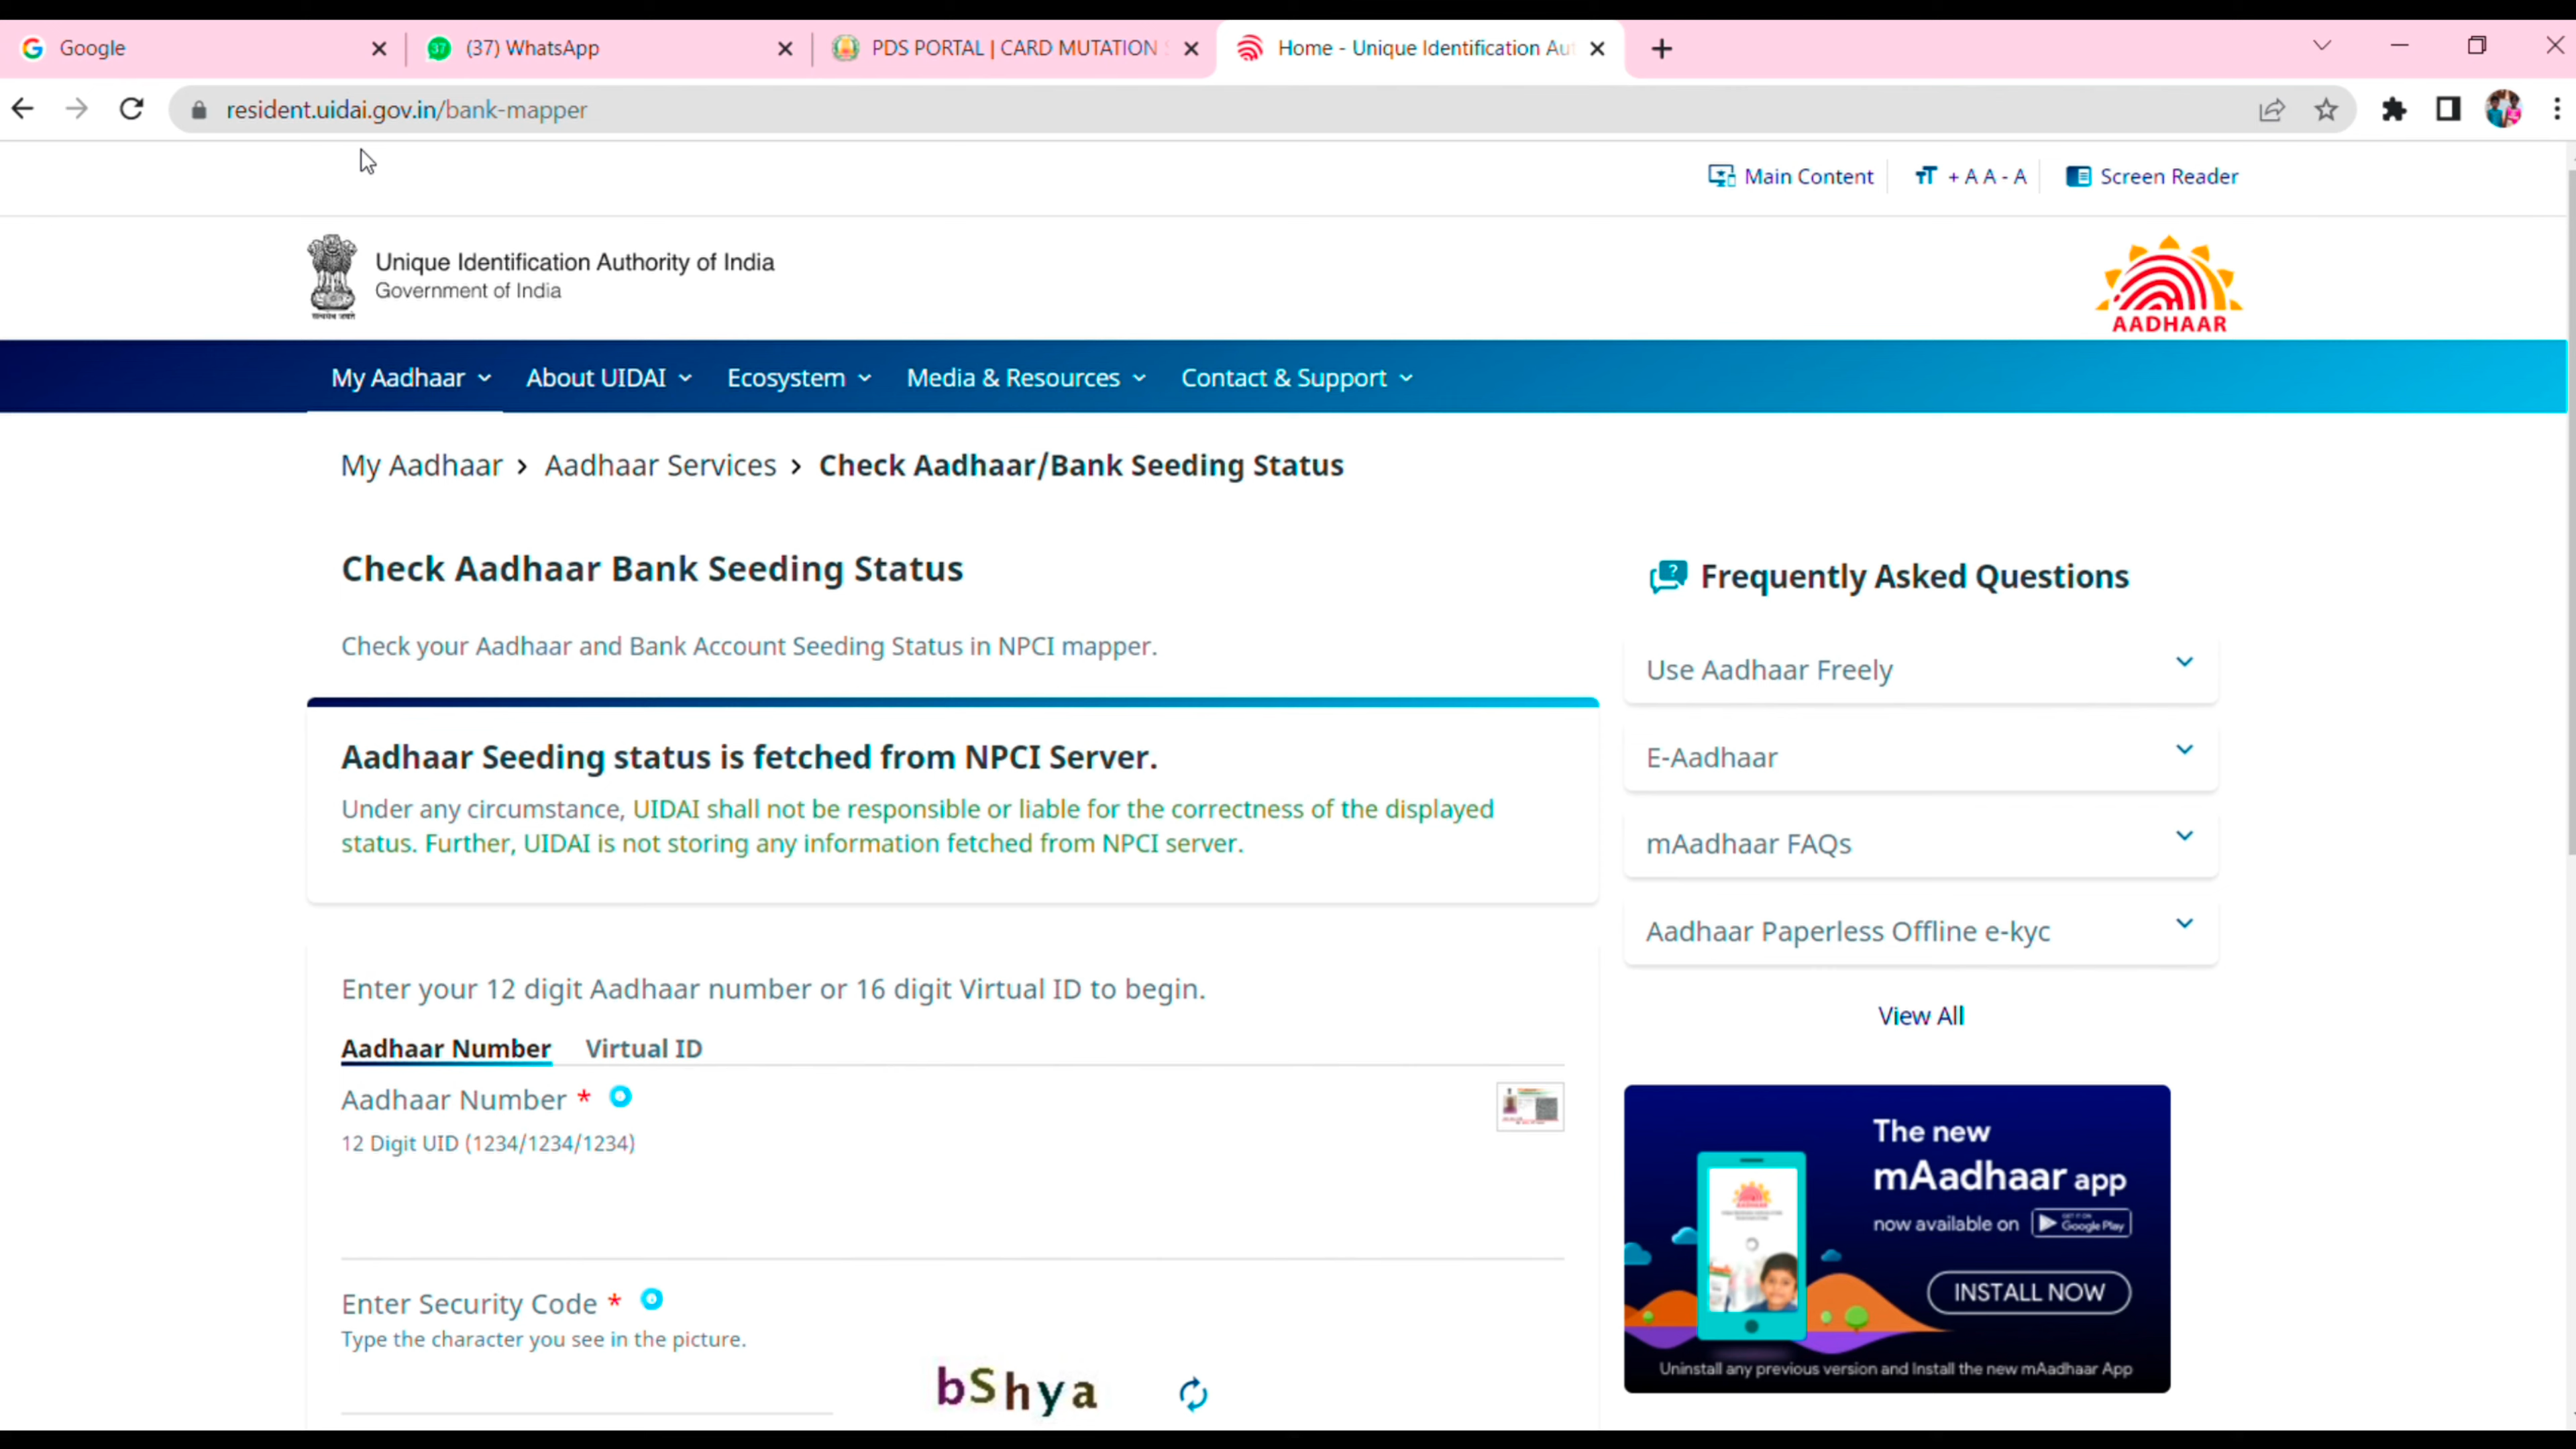 Google
(37) WhatsApp
PDS PORTAL | CARD MUTATION
Home - Unique Identification Aut
resident.uidai.gov.in/bank-mapper
Main Content
+ A A - A
Screen Reader
Unique Identification Authority of India
Government of India
AADHAAR
My Aadhaar
About UIDAI
Ecosystem
Media & Resources
Contact & Support
My Aadhaar > Aadhaar Services > Check Aadhaar/Bank Seeding Status
Check Aadhaar Bank Seeding Status
Check your Aadhaar and Bank Account Seeding Status in NPCI mapper.
Aadhaar Seeding status is fetched from NPCI Server.
Under any circumstance, UIDAI shall not be responsible or liable for the correctness of the displayed
status. Further, UIDAI is not storing any information fetched from NPCI server.
Enter your 12 digit Aadhaar number or 16 digit Virtual ID to begin.
Aadhaar Number
Virtual ID
Aadhaar Number *
12 Digit UID (1234/1234/1234)
Enter Security Code *
Type the character you see in the picture.
bShya
Frequently Asked Questions
Use Aadhaar Freely
E-Aadhaar
mAadhaar FAQs
Aadhaar Paperless Offline e-kyc
View All
The new
mAadhaar app
now available on
GET IT ON
Google Play
INSTALL NOW
Uninstall any previous version and Install the new mAadhaar App